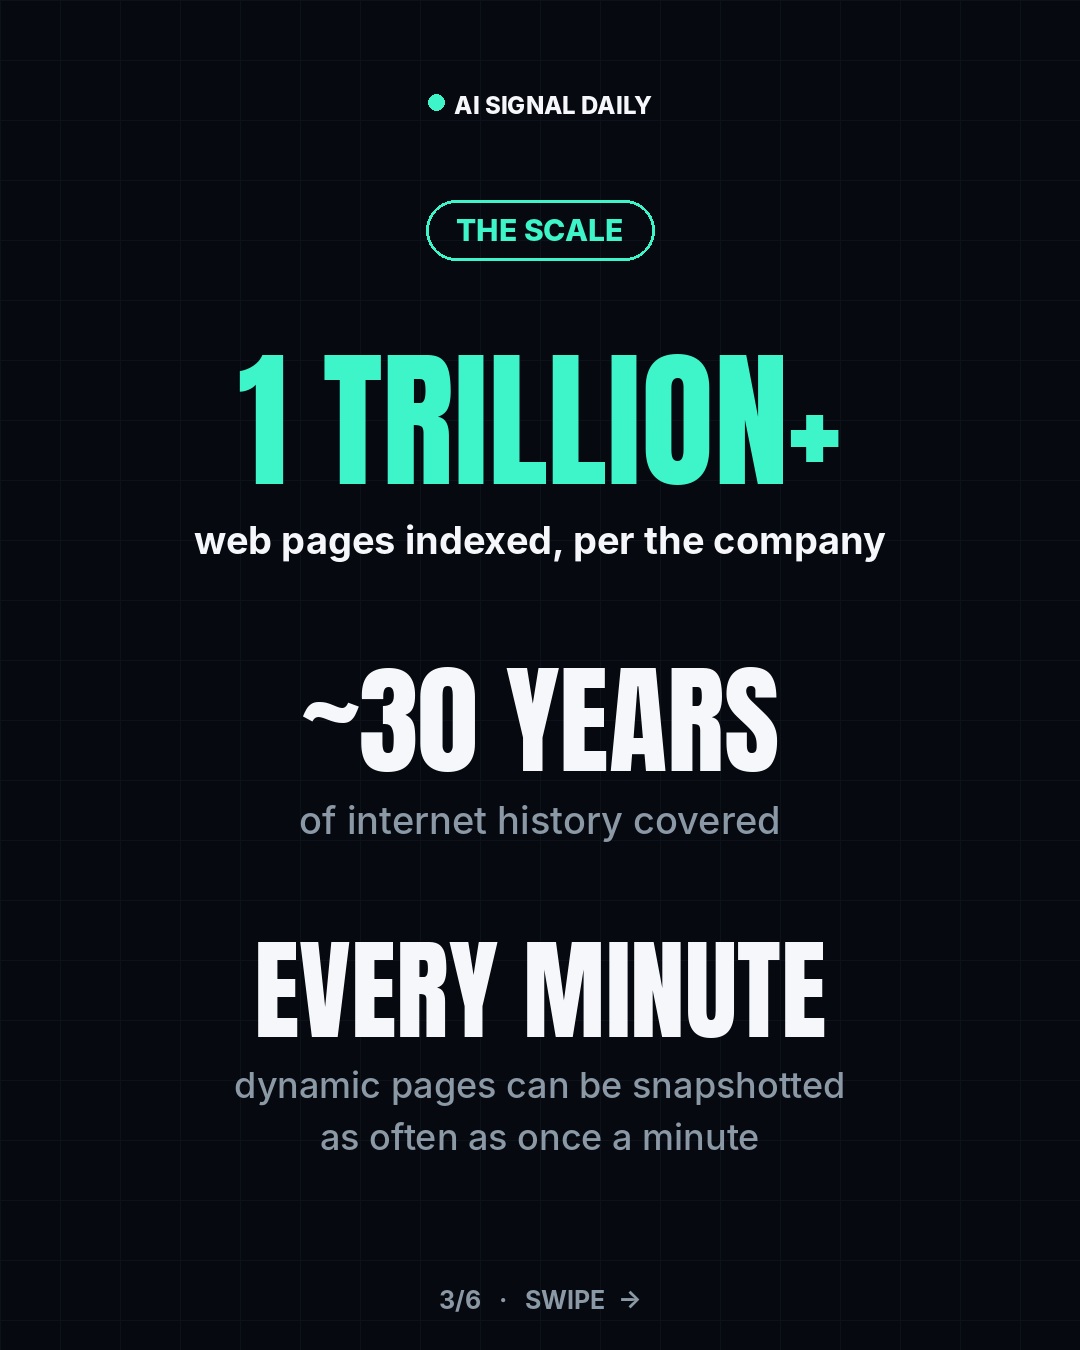 AI SIGNAL DAILY
THE SCALE
1 TRILLION+
web pages indexed, per the company
~30 YEARS
of internet history covered
EVERY MINUTE
dynamic pages can be snapshotted
as often as once a minute
3/6 · SWIPE →